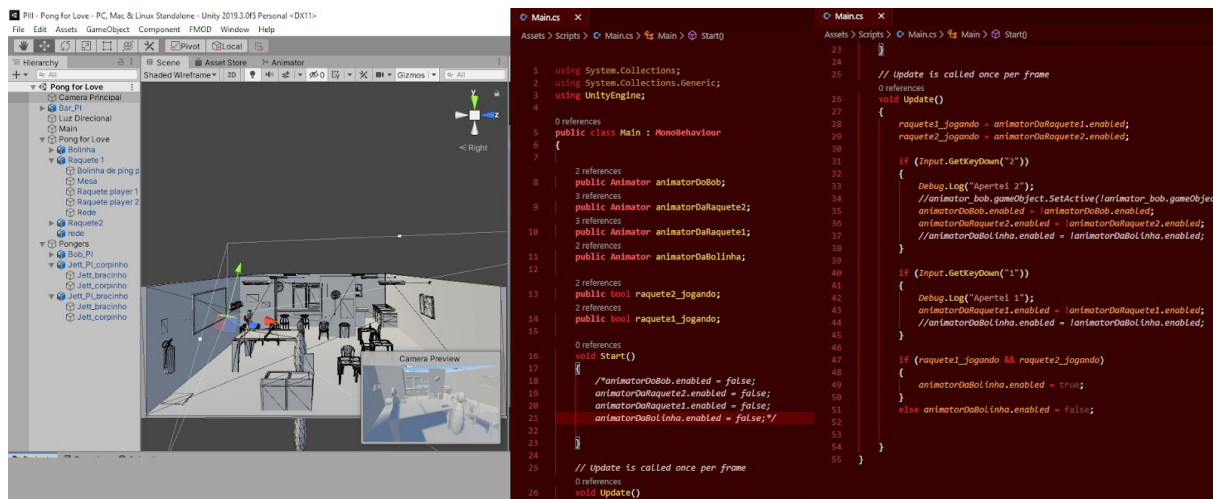 PIII - Pong for Love - PC, Mac & Linux Standalone - Unity 2019.3.0f5 Personal <DX11>
File Edit Assets GameObject Component FMOD Window Help
Pivot Local
Hierarchy
All
Pong for Love
Camera Principal
Bar_PI
Luz Direcional
Main
Pong for Love
Bolinha
Raquete 1
Bolinha de ping p
Mesa
Raquete player 1
Raquete player 2
Rede
Raquete2
rede
Pongers
Bob_PI
Jett_PI_corpinho
Jett_bracinho
Jett_corpinho
Jett_PI_bracinho
Jett_bracinho
Jett_corpinho
Scene Asset Store Animator
Shaded Wireframe 2D 0 Gizmos All
y
z
Right
Camera Preview
Main.cs X
Assets > Scripts > Main.cs > Main > Start()
1 using System.Collections;
2 using System.Collections.Generic;
3 using UnityEngine;
4
0 references
5 public class Main : MonoBehaviour
6 {
7
2 references
8 public Animator animatorDoBob;
3 references
9 public Animator animatorDaRaquete2;
3 references
10 public Animator animatorDaRaquete1;
2 references
11 public Animator animatorDaBolinha;
12
2 references
13 public bool raquete2_jogando;
2 references
14 public bool raquete1_jogando;
15
0 references
16 void Start()
17 {
18 /*animatorDoBob.enabled = false;
19 animatorDaRaquete2.enabled = false;
20 animatorDaRaquete1.enabled = false;
21 animatorDaBolinha.enabled = false;*/
22
23 }
24
25 // Update is called once per frame
0 references
26 void Update()
Main.cs X
Assets > Scripts > Main.cs > Main > Start()
23 }
24
25 // Update is called once per frame
0 references
26 void Update()
27 {
28 raquete1_jogando = animatorDaRaquete1.enabled;
29 raquete2_jogando = animatorDaRaquete2.enabled;
30
31 if (Input.GetKeyDown("2"))
32 {
33 Debug.Log("Apertei 2");
34 //animator_bob.gameObject.SetActive(!animator_bob.gameObjec
35 animatorDoBob.enabled = !animatorDoBob.enabled;
36 animatorDaRaquete2.enabled = !animatorDaRaquete2.enabled;
37 //animatorDaBolinha.enabled = !animatorDaBolinha.enabled;
38 }
39
40 if (Input.GetKeyDown("1"))
41 {
42 Debug.Log("Apertei 1");
43 animatorDaRaquete1.enabled = !animatorDaRaquete1.enabled;
44 //animatorDaBolinha.enabled = !animatorDaBolinha.enabled;
45 }
46
47 if (raquete1_jogando && raquete2_jogando)
48 {
49 animatorDaBolinha.enabled = true;
50 }
51 else animatorDaBolinha.enabled = false;
52
53
54 }
55 }